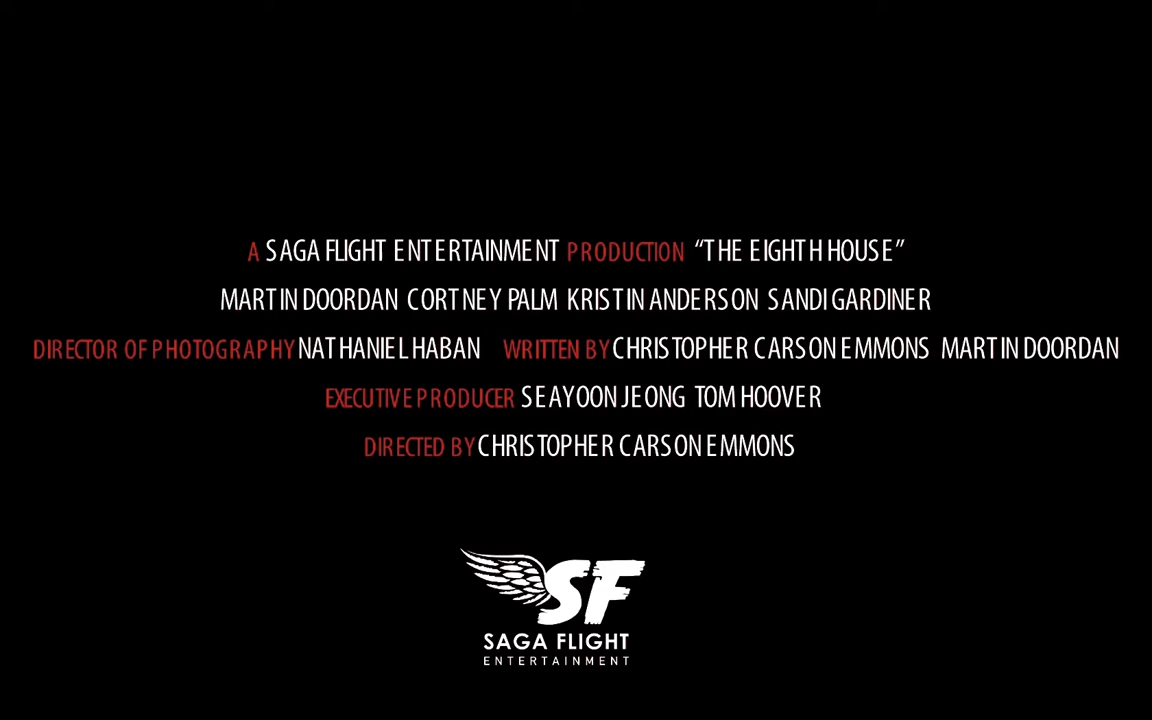 A SAGA FLIGHT ENTERTAINMENT PRODUCTION “THE EIGHTH HOUSE”
MARTIN DOORDAN CORTNEY PALM KRISTIN ANDERSON SANDI GARDINER
DIRECTOR OF PHOTOGRAPHY NATHANIEL HABAN WRITTEN BY CHRISTOPHER CARSON EMMONS MARTIN DOORDAN
EXECUTIVE PRODUCER SEAYOON JEONG TOM HOOVER
DIRECTED BY CHRISTOPHER CARSON EMMONS
SF
SAGA FLIGHT
ENTERTAINMENT